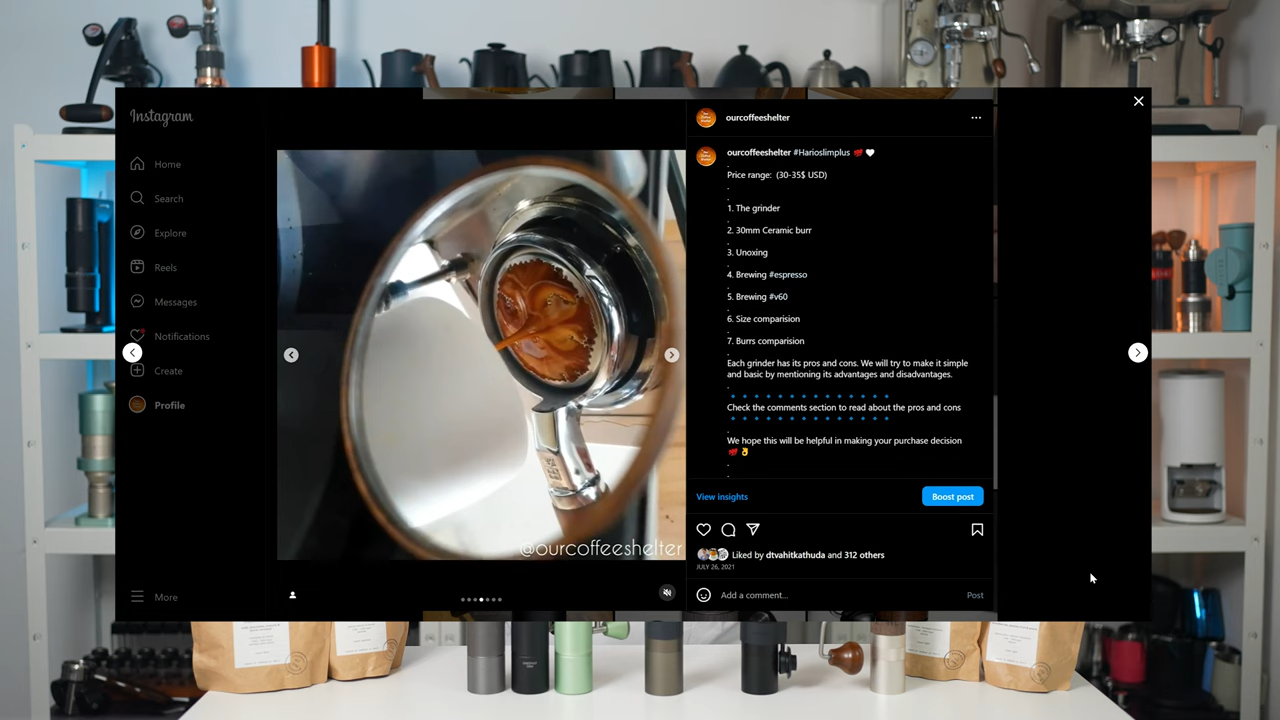 Instagram
Home
Search
Explore
Reels
Messages
Notifications
Create
Profile
More
@ourcoffeeshelter
ourcoffeeshelter
ourcoffeeshelter #Harioslimplus
.
Price range: (30-35$ USD)
.
1. The grinder
.
2. 30mm Ceramic burr
.
3. Unoxing
.
4. Brewing #espresso
.
5. Brewing #v60
.
6. Size comparision
.
7. Burrs comparision
.
Each grinder has its pros and cons. We will try to make it simple
and basic by mentioning its advantages and disadvantages.
.
Check the comments section to read about the pros and cons
.
We hope this will be helpful in making your purchase decision
.
.
View insights
Boost post
Liked by dtvahitkathuda and 312 others
JULY 26, 2021
Add a comment...
Post